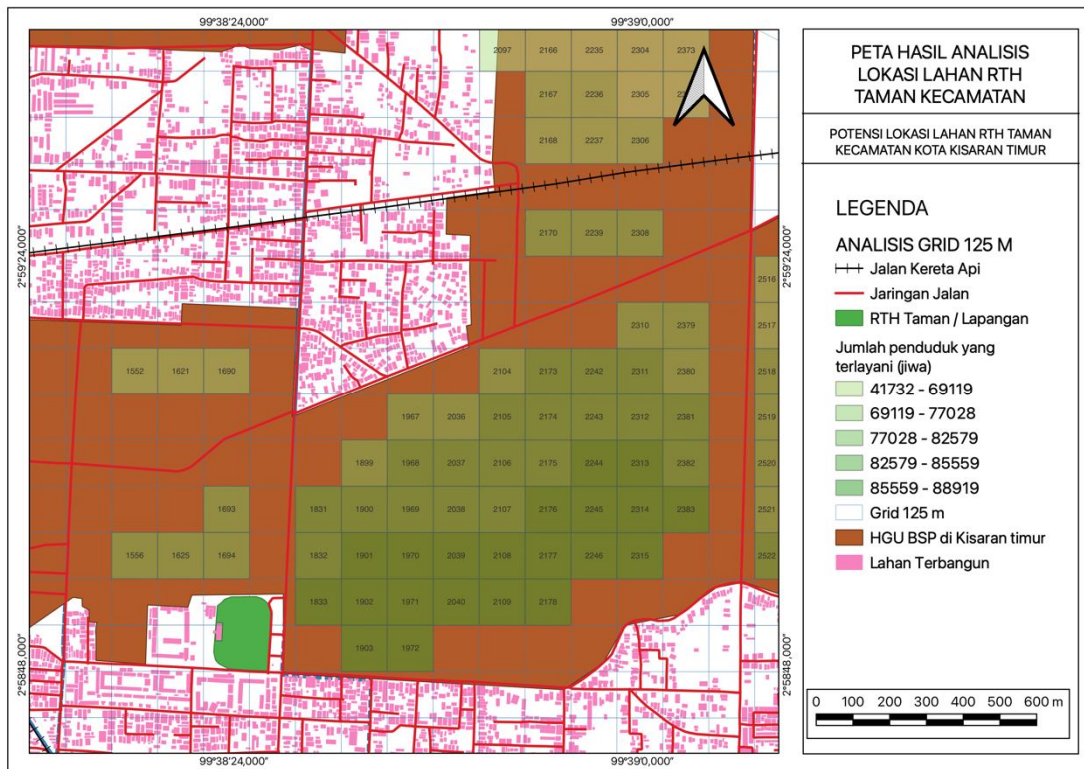 99°38'24,000" 99°39'0,000"
2097 2166 2235 2304 2373
2167 2236 2305
2168 2237 2306
2170 2239 2308
2°59'24,000" 2°59'24,000"
2516
2310 2379 2517
1552 1621 1690 2104 2173 2242 2311 2380 2518
1967 2036 2105 2174 2243 2312 2381 2519
1899 1968 2037 2106 2175 2244 2313 2382 2520
1693 1831 1900 1969 2038 2107 2176 2245 2314 2383 2521
1556 1625 1694 1832 1901 1970 2039 2108 2177 2246 2315 2522
1833 1902 1971 2040 2109 2178
1903 1972
2°58'48,000" 2°58'48,000"
99°38'24,000" 99°39'0,000"
PETA HASIL ANALISIS
LOKASI LAHAN RTH
TAMAN KECAMATAN
POTENSI LOKASI LAHAN RTH TAMAN
KECAMATAN KOTA KISARAN TIMUR
LEGENDA
ANALISIS GRID 125 M
Jalan Kereta Api
Jaringan Jalan
RTH Taman / Lapangan
Jumlah penduduk yang
terlayani (jiwa)
41732 - 69119
69119 - 77028
77028 - 82579
82579 - 85559
85559 - 88919
Grid 125 m
HGU BSP di Kisaran timur
Lahan Terbangun
0 100 200 300 400 500 600 m